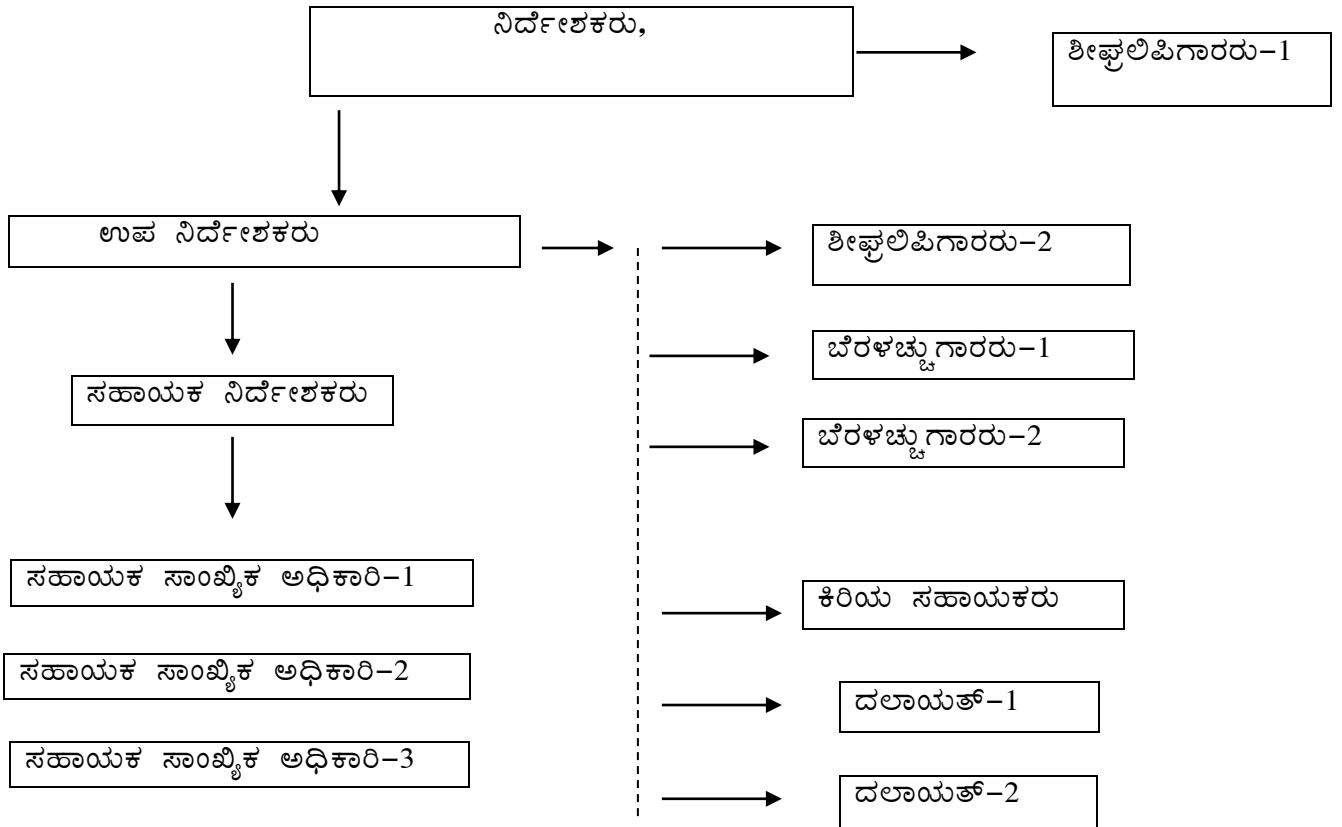 ನಿರ್ದೇಶಕರು,
ಶೀಘ್ರಲಿಪಿಗಾರರು-1
ಉಪ ನಿರ್ದೇಶಕರು
ಶೀಘ್ರಲಿಪಿಗಾರರು-2
ಬೆರಳಚ್ಚುಗಾರರು-1
ಸಹಾಯಕ ನಿರ್ದೇಶಕರು
ಬೆರಳಚ್ಚುಗಾರರು-2
ಸಹಾಯಕ ಸಾಂಖ್ಯಿಕ ಅಧಿಕಾರಿ-1
ಕಿರಿಯ ಸಹಾಯಕರು
ಸಹಾಯಕ ಸಾಂಖ್ಯಿಕ ಅಧಿಕಾರಿ-2
ದಲಾಯತ್-1
ಸಹಾಯಕ ಸಾಂಖ್ಯಿಕ ಅಧಿಕಾರಿ-3
ದಲಾಯತ್-2